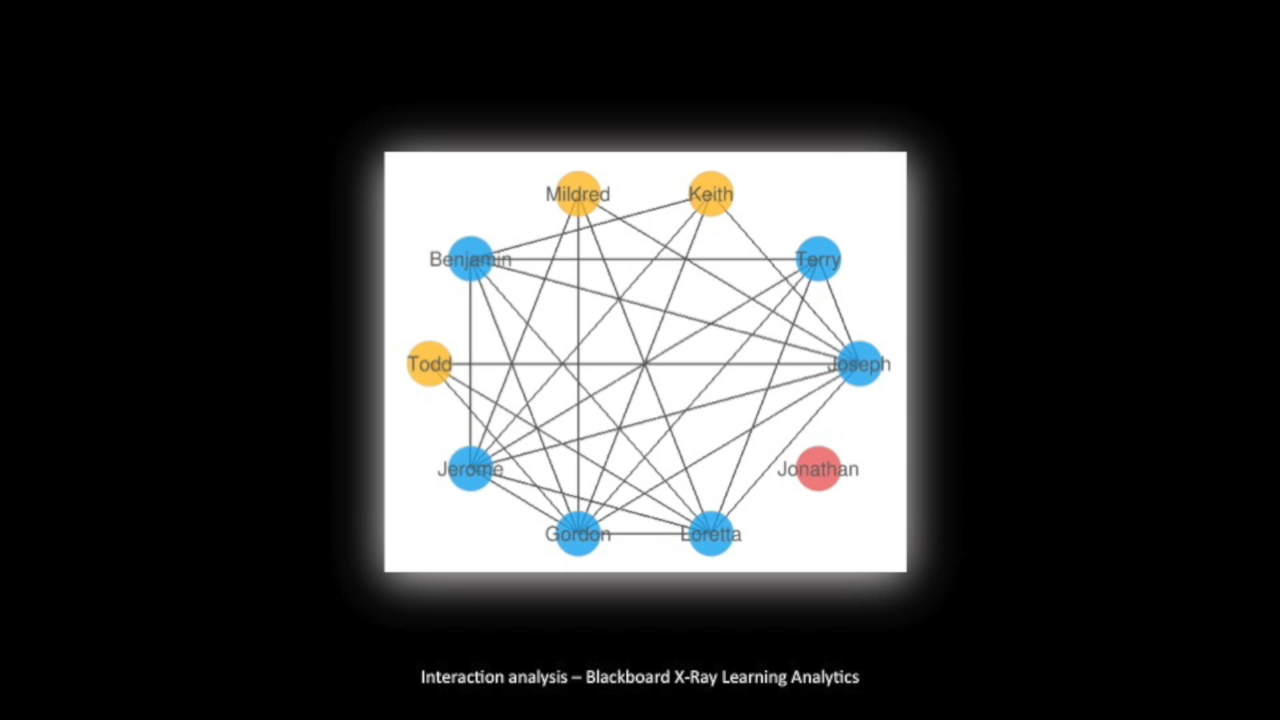 Mildred
Keith
Benjamin
Terry
Todd
Joseph
Jerome
Jonathan
Gordon
Loretta
Interaction analysis – Blackboard X-Ray Learning Analytics